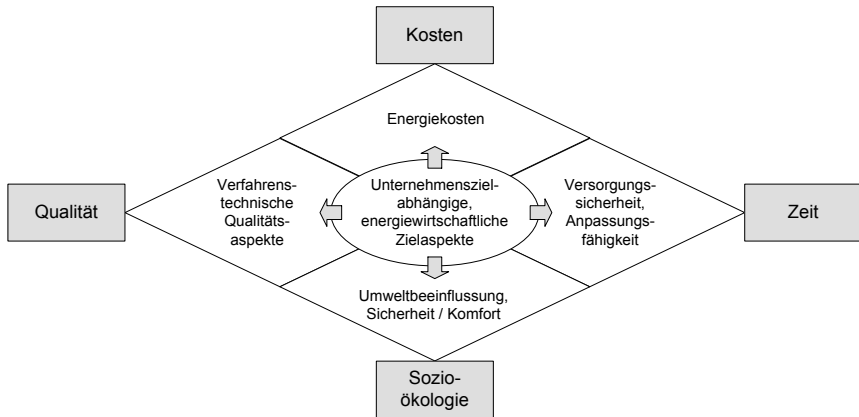 Kosten
Energiekosten
Qualität
Verfahrens-
technische
Qualitäts-
aspekte
Unternehmensziel-
abhängige,
energiewirtschaftliche
Zielaspekte
Versorgungs-
sicherheit,
Anpassungs-
fähigkeit
Zeit
Umweltbeeinflussung,
Sicherheit / Komfort
Sozio-
ökologie